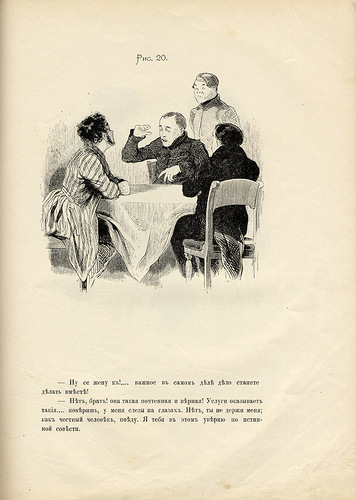 Рис. 20.
— Ну ее жену къ!.... важное въ самомъ дѣлѣ дѣло станете
дѣлать вмѣстѣ!
— Нѣтъ, братъ! она такая почтенная и вѣрная! Услуги оказываетъ
такія.... повѣришь, у меня слезы на глазахъ. Нѣтъ, ты не держи меня;
какъ честный человѣкъ, поѣду. Я тебя въ этомъ увѣряю по истин-
ной совѣсти.